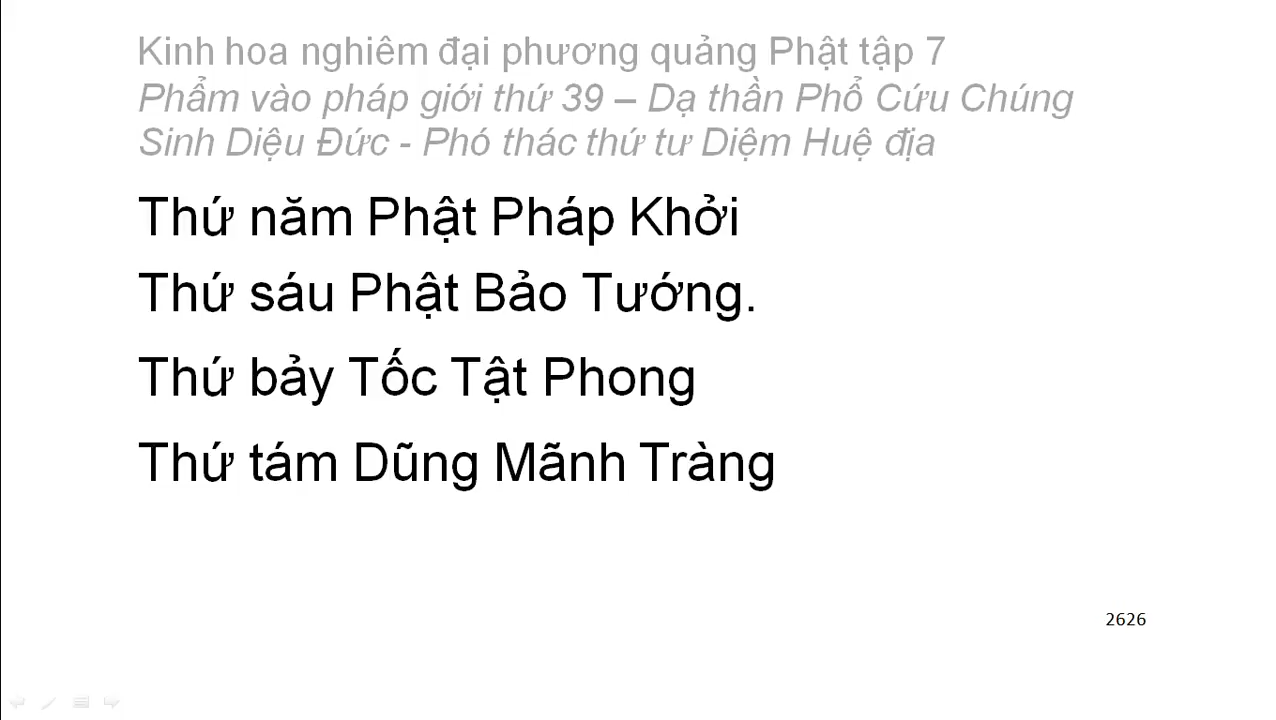 Kinh hoa nghiêm đại phương quảng Phật tập 7
Phẩm vào pháp giới thứ 39 – Dạ thần Phổ Cứu Chúng
Sinh Diệu Đức - Phó thác thứ tư Diệm Huệ địa
Thứ năm Phật Pháp Khởi
Thứ sáu Phật Bảo Tướng.
Thứ bảy Tốc Tật Phong
Thứ tám Dũng Mãnh Tràng
2626